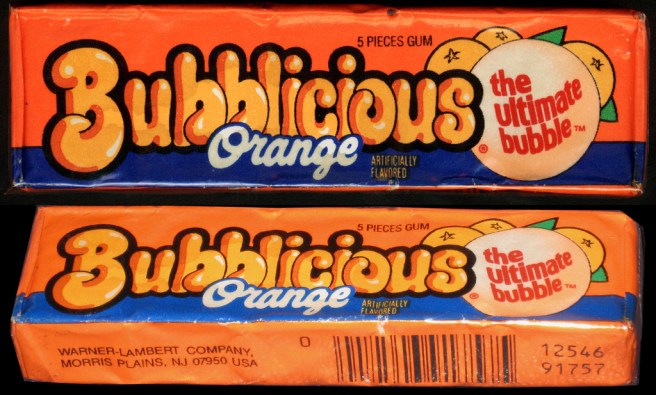 5 PIECES GUM
Bubblicious®
Orange
ARTIFICIALLY
FLAVORED
the
ultimate
bubble™
5 PIECES GUM
Bubblicious®
Orange
ARTIFICIALLY
FLAVORED
the
ultimate
bubble™
WARNER-LAMBERT COMPANY,
MORRIS PLAINS, NJ 07950 USA
0
12546
91757